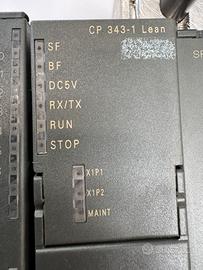 CP 343-1 Lean
SF
BF
DC5V
RX/TX
RUN
STOP
X1P1
X1P2
MAINT